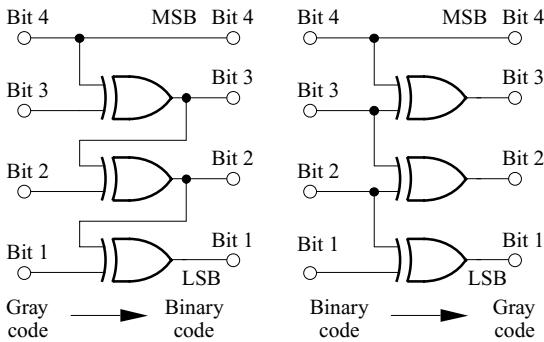 Bit 4 MSB Bit 4
Bit 3 Bit 3
Bit 2 Bit 2
Bit 1 Bit 1
LSB
Gray code Binary code
Bit 4 MSB Bit 4
Bit 3 Bit 3
Bit 2 Bit 2
Bit 1 Bit 1
LSB
Binary code Gray code